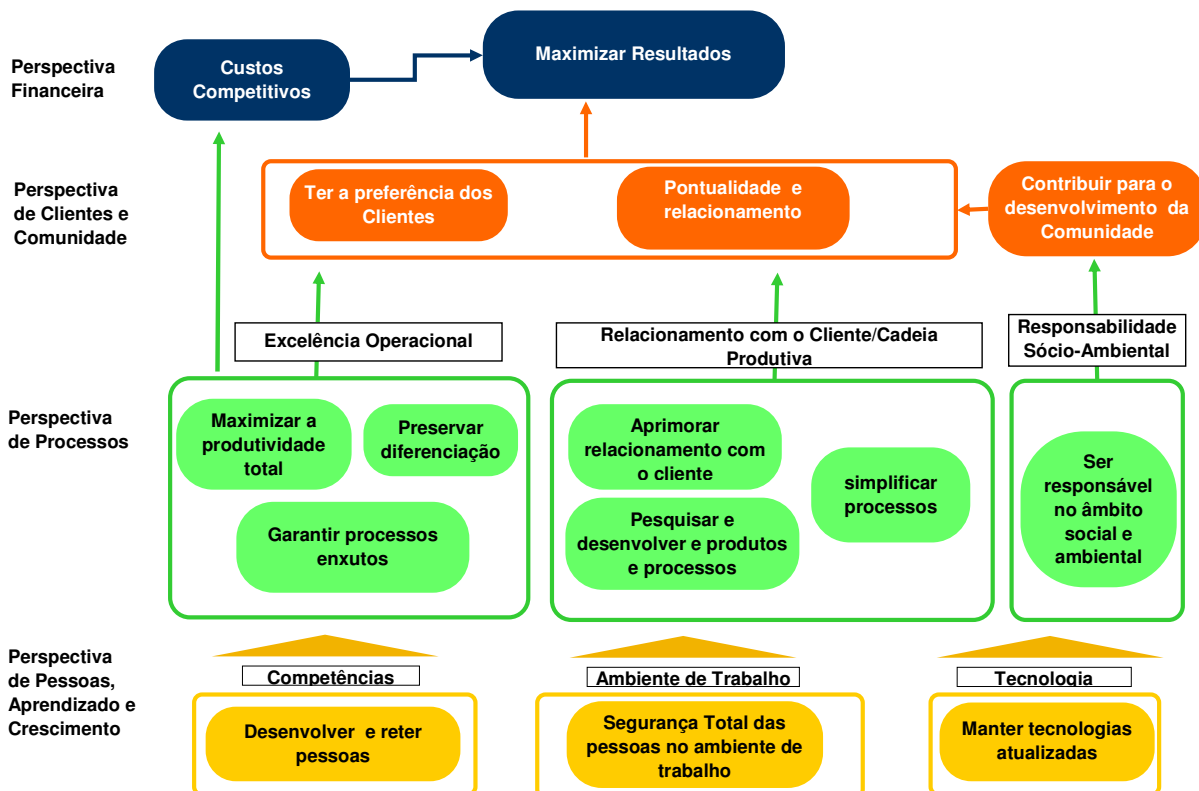 Perspectiva
Financeira
Custos
Competitivos
Maximizar Resultados
Perspectiva
de Clientes e
Comunidade
Ter a preferência dos
Clientes
Pontualidade e
relacionamento
Contribuir para o
desenvolvimento da
Comunidade
Excelência Operacional
Relacionamento com o Cliente/Cadeia
Produtiva
Responsabilidade
Sócio-Ambiental
Perspectiva
de Processos
Maximizar a
produtividade
total
Preservar
diferenciação
Garantir processos
enxutos
Aprimorar
relacionamento com
o cliente
simplificar
processos
Pesquisar e
desenvolver e produtos
e processos
Ser
responsável
no âmbito
social e
ambiental
Perspectiva
de Pessoas,
Aprendizado e
Crescimento
Competências
Ambiente de Trabalho
Tecnologia
Desenvolver e reter
pessoas
Segurança Total das
pessoas no ambiente de
trabalho
Manter tecnologias
atualizadas